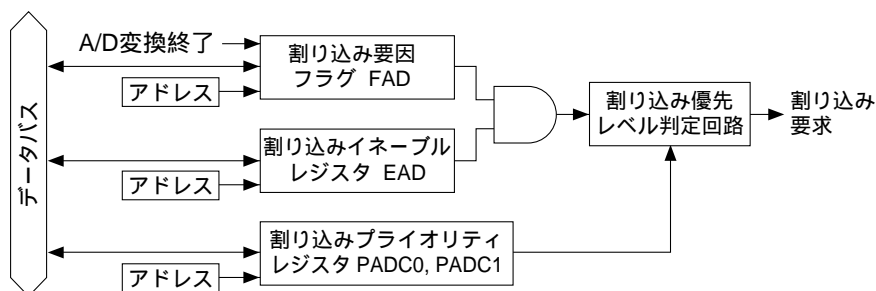 A/D変換終了
割り込み要因
フラグ FAD
アドレス
割り込み優先
レベル判定回路
割り込み
要求
データバス
割り込みイネーブル
レジスタ EAD
アドレス
割り込みプライオリティ
レジスタ PADC0, PADC1
アドレス